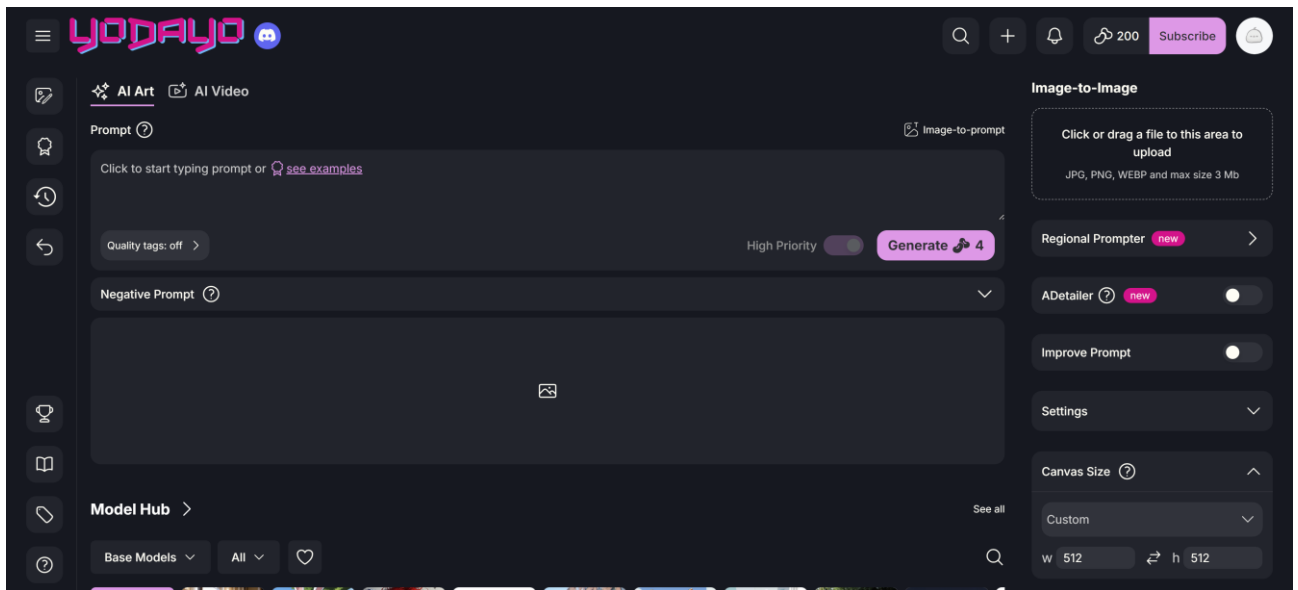 YODAYO
200
Subscribe
AI Art
AI Video
Prompt
Image-to-prompt
Click to start typing prompt or see examples
Quality tags: off
High Priority
Generate 4
Negative Prompt
Model Hub
See all
Base Models
All
Image-to-Image
Click or drag a file to this area to
upload
JPG, PNG, WEBP and max size 3 Mb
Regional Prompter new
ADetailer new
Improve Prompt
Settings
Canvas Size
Custom
w 512 h 512